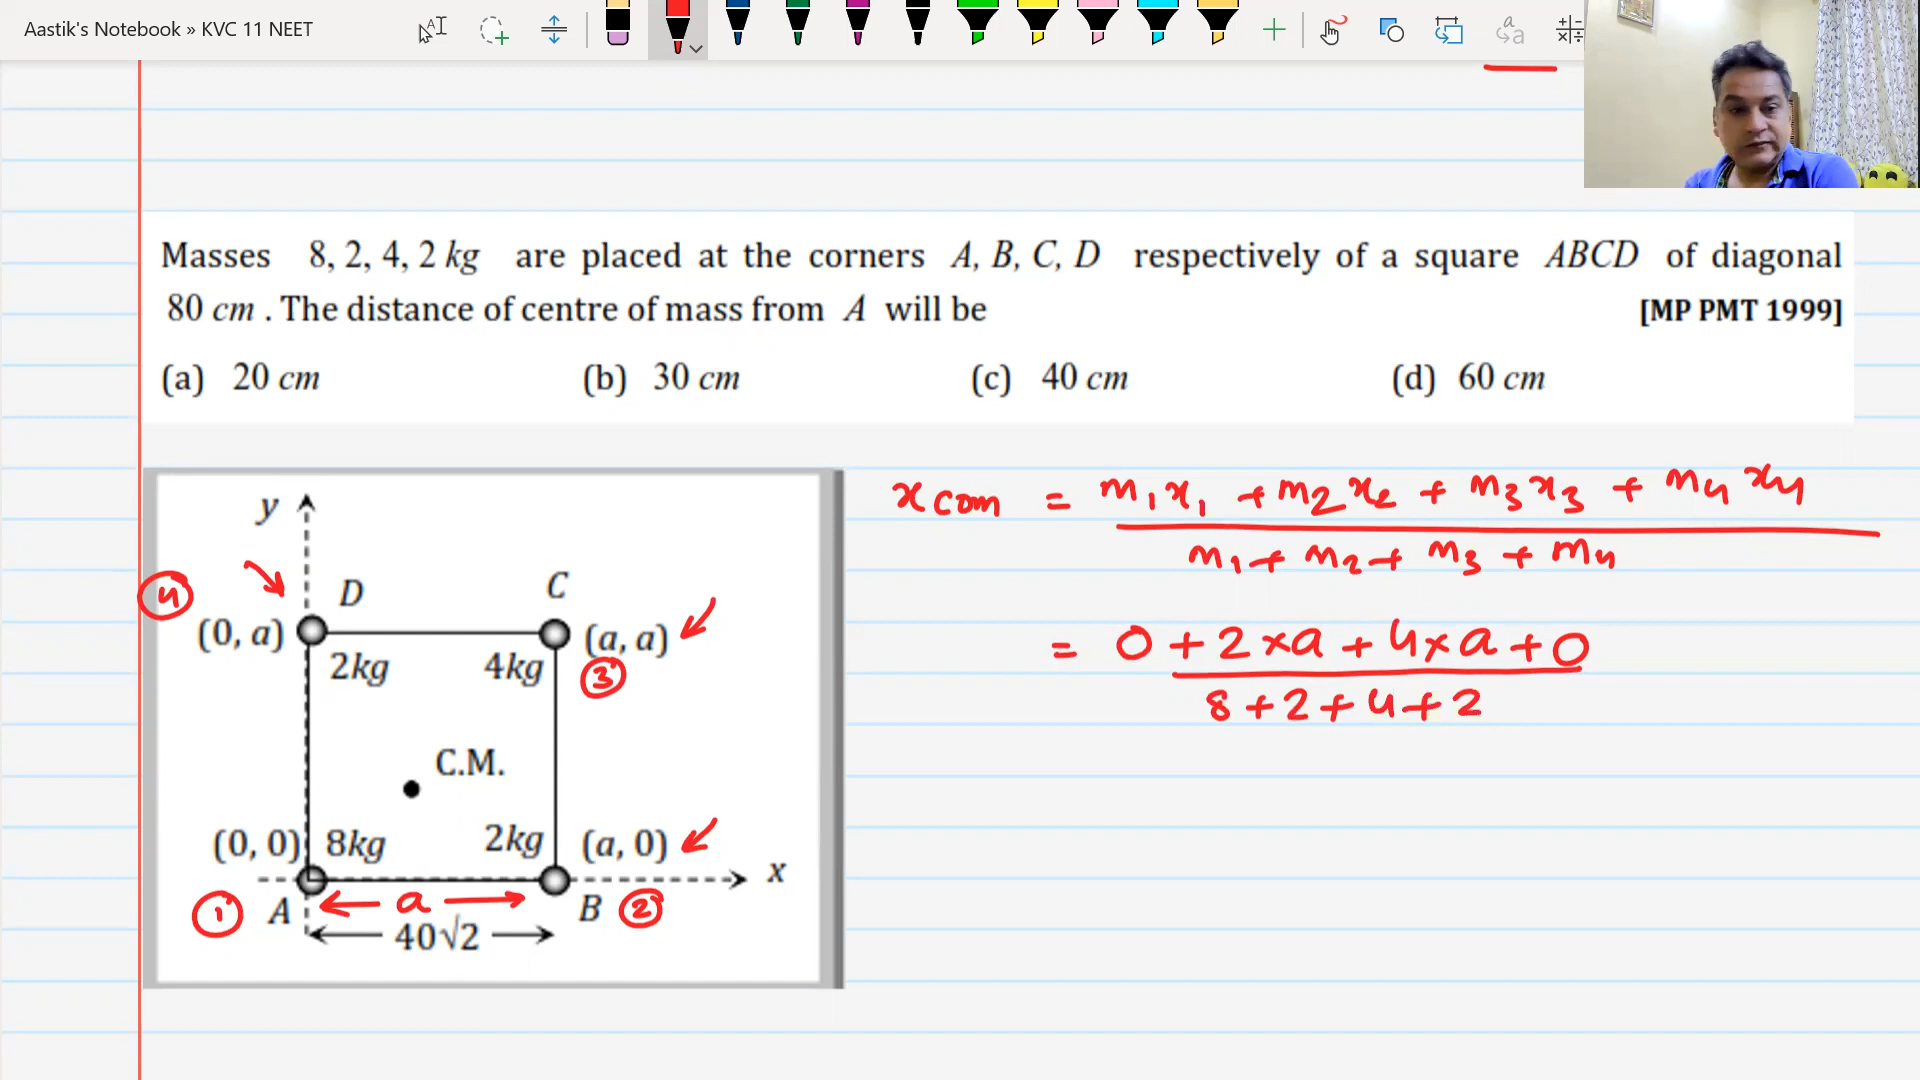 Aastik's Notebook » KVC 11 NEET
Masses 8, 2, 4, 2 kg are placed at the corners A, B, C, D respectively of a square ABCD of diagonal
80 cm . The distance of centre of mass from A will be [MP PMT 1999]
(a) 20 cm (b) 30 cm (c) 40 cm (d) 60 cm
y
4 D C
(0, a) (a, a)
2kg 4kg 3
C.M.
(0, 0) 8kg 2kg (a, 0)
x
1 A a B 2
40√2
x com = m₁x₁ + m₂x₂ + m₃x₃ + m₄x₄
m₁ + m₂ + m₃ + m₄
= 0 + 2 × a + 4 × a + 0
8 + 2 + 4 + 2